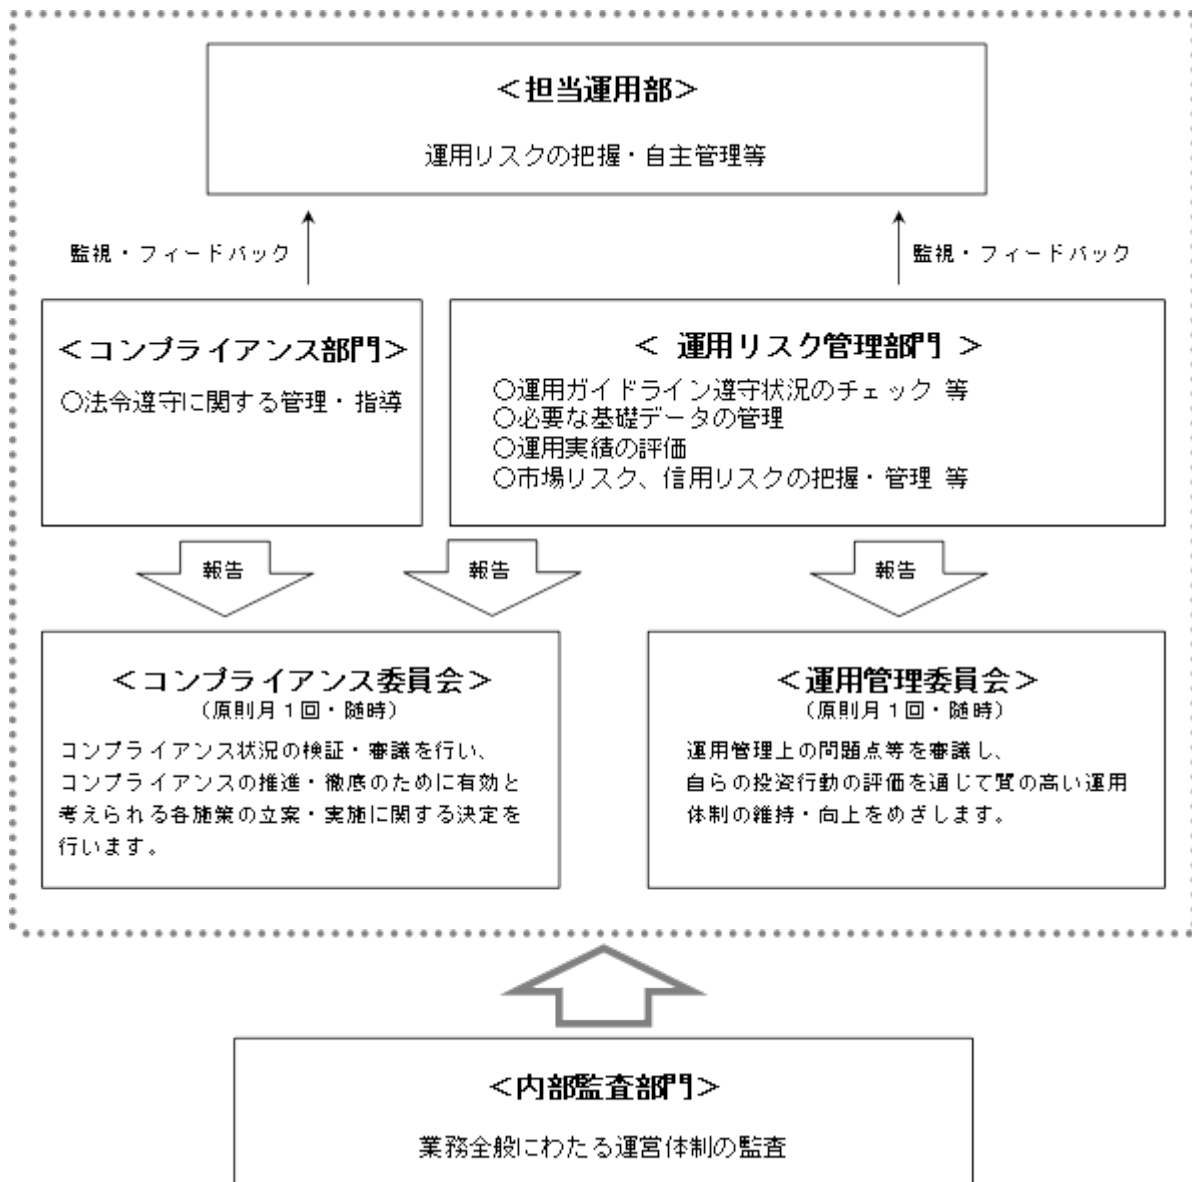 ＜担当運用部＞
運用リスクの把握・自主管理等
監視・フィードバック
監視・フィードバック
＜コンプライアンス部門＞
○法令遵守に関する管理・指導
＜ 運用リスク管理部門 ＞
○運用ガイドライン遵守状況のチェック 等
○必要な基礎データの管理
○運用実績の評価
○市場リスク、信用リスクの把握・管理 等
報告
報告
報告
＜コンプライアンス委員会＞
（原則月１回・随時）
コンプライアンス状況の検証・審議を行い、
コンプライアンスの推進・徹底のために有効と
考えられる各施策の立案・実施に関する決定を
行います。
＜運用管理委員会＞
（原則月１回・随時）
運用管理上の問題点等を審議し、
自らの投資行動の評価を通じて質の高い運用
体制の維持・向上をめざします。
＜内部監査部門＞
業務全般にわたる運営体制の監査